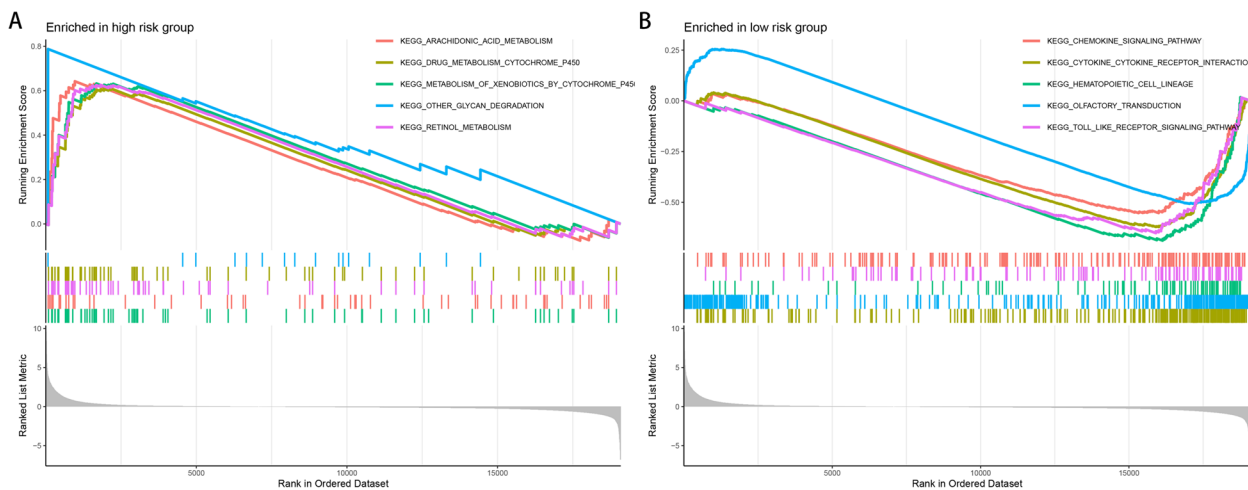 A
Enriched in high risk group
KEGG_ARACHIDONIC_ACID_METABOLISM
KEGG_DRUG_METABOLISM_CYTOCHROME_P450
KEGG_METABOLISM_OF_XENOBIOTICS_BY_CYTOCHROME_P45
KEGG_OTHER_GLYCAN_DEGRADATION
KEGG_RETINOL_METABOLISM
Running Enrichment Score
0.8
0.6
0.4
0.2
0.0
Ranked List Metric
10
5
0
−5
5000
10000
15000
Rank in Ordered Dataset
B
Enriched in low risk group
KEGG_CHEMOKINE_SIGNALING_PATHWAY
KEGG_CYTOKINE_CYTOKINE_RECEPTOR_INTERACTIO
KEGG_HEMATOPOIETIC_CELL_LINEAGE
KEGG_OLFACTORY_TRANSDUCTION
KEGG_TOLL_LIKE_RECEPTOR_SIGNALING_PATHWAY
Running Enrichment Score
0.25
0.00
−0.25
−0.50
Ranked List Metric
10
5
0
−5
5000
10000
15000
Rank in Ordered Dataset